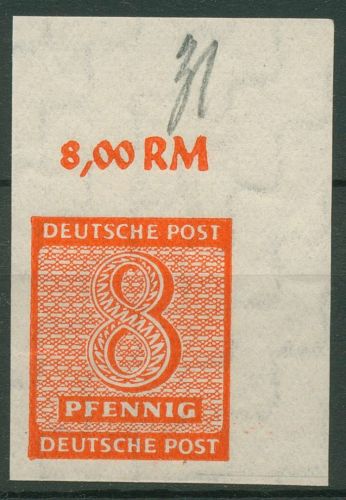 31
8,00 RM
DEUTSCHE POST
8
PFENNIG
DEUTSCHE POST